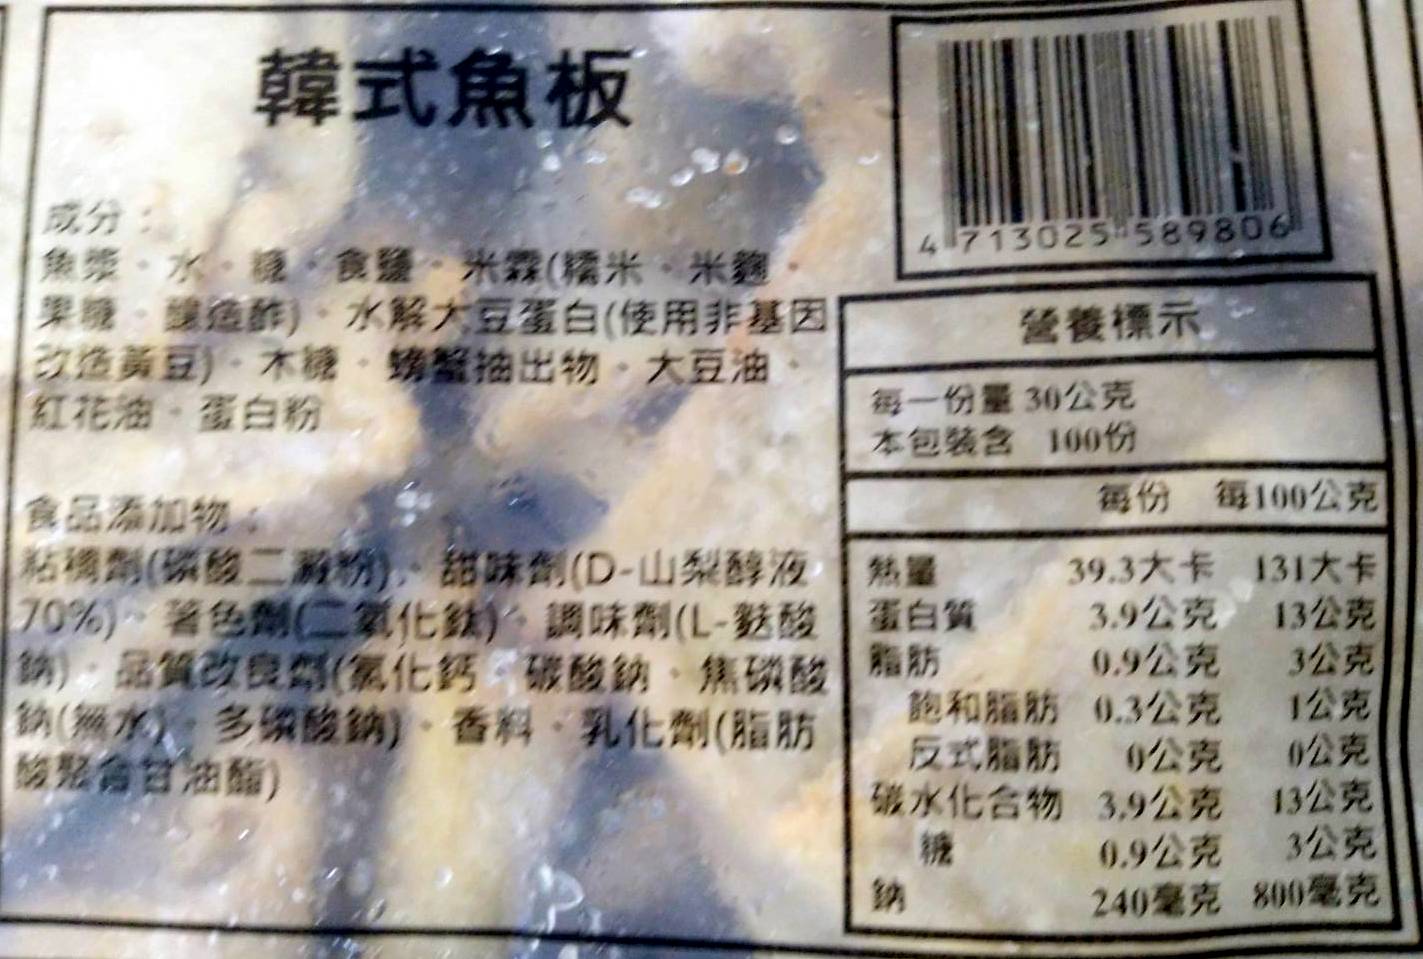 韓式魚板
4 713025 589806
成分：
魚漿、水、糖、食鹽、米霖(糯米、米麴、
果糖、釀造酢)、水解大豆蛋白(使用非基因
改造黃豆)、木糖、螃蟹抽出物、大豆油、
紅花油、蛋白粉
食品添加物：
粘稠劑(磷酸二澱粉)、甜味劑(D-山梨醇液
70%)、著色劑(二氧化鈦)、調味劑(L-麩酸
鈉)、品質改良劑(氯化鈣、碳酸鈉、焦磷酸
鈉(無水)、多磷酸鈉)、香料、乳化劑(脂肪
酸聚合甘油酯)
營養標示
每一份量 30公克
本包裝含 100份
每份 每100公克
熱量 39.3大卡 131大卡
蛋白質 3.9公克 13公克
脂肪 0.9公克 3公克
飽和脂肪 0.3公克 1公克
反式脂肪 0公克 0公克
碳水化合物 3.9公克 13公克
糖 0.9公克 3公克
鈉 240毫克 800毫克